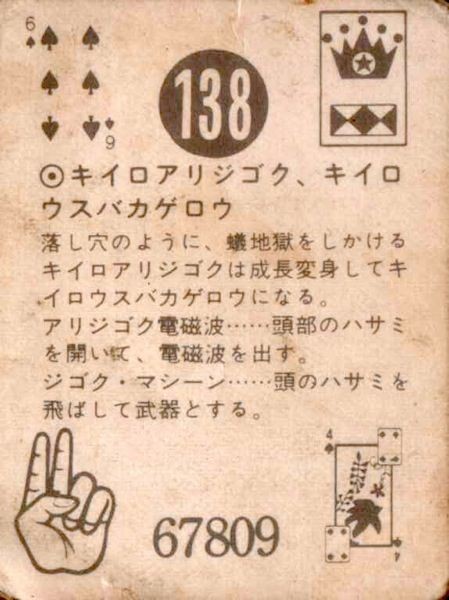 6
138
⦿キイロアリジゴク、キイロ
ウスバカゲロウ
落し穴のように、蟻地獄をしかける
キイロアリジゴクは成長変身してキ
イロウスバカゲロウになる。
アリジゴク電磁波……頭部のハサミ
を開いて、電磁波を出す。
ジゴク・マシーン……頭のハサミを
飛ばして武器とする。
6
4
67809
4